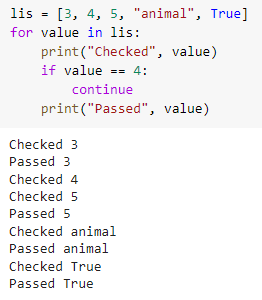 lis = [3, 4, 5, "animal", True]
for value in lis:
    print("Checked", value)
    if value == 4:
        continue
    print("Passed", value)
Checked 3
Passed 3
Checked 4
Checked 5
Passed 5
Checked animal
Passed animal
Checked True
Passed True